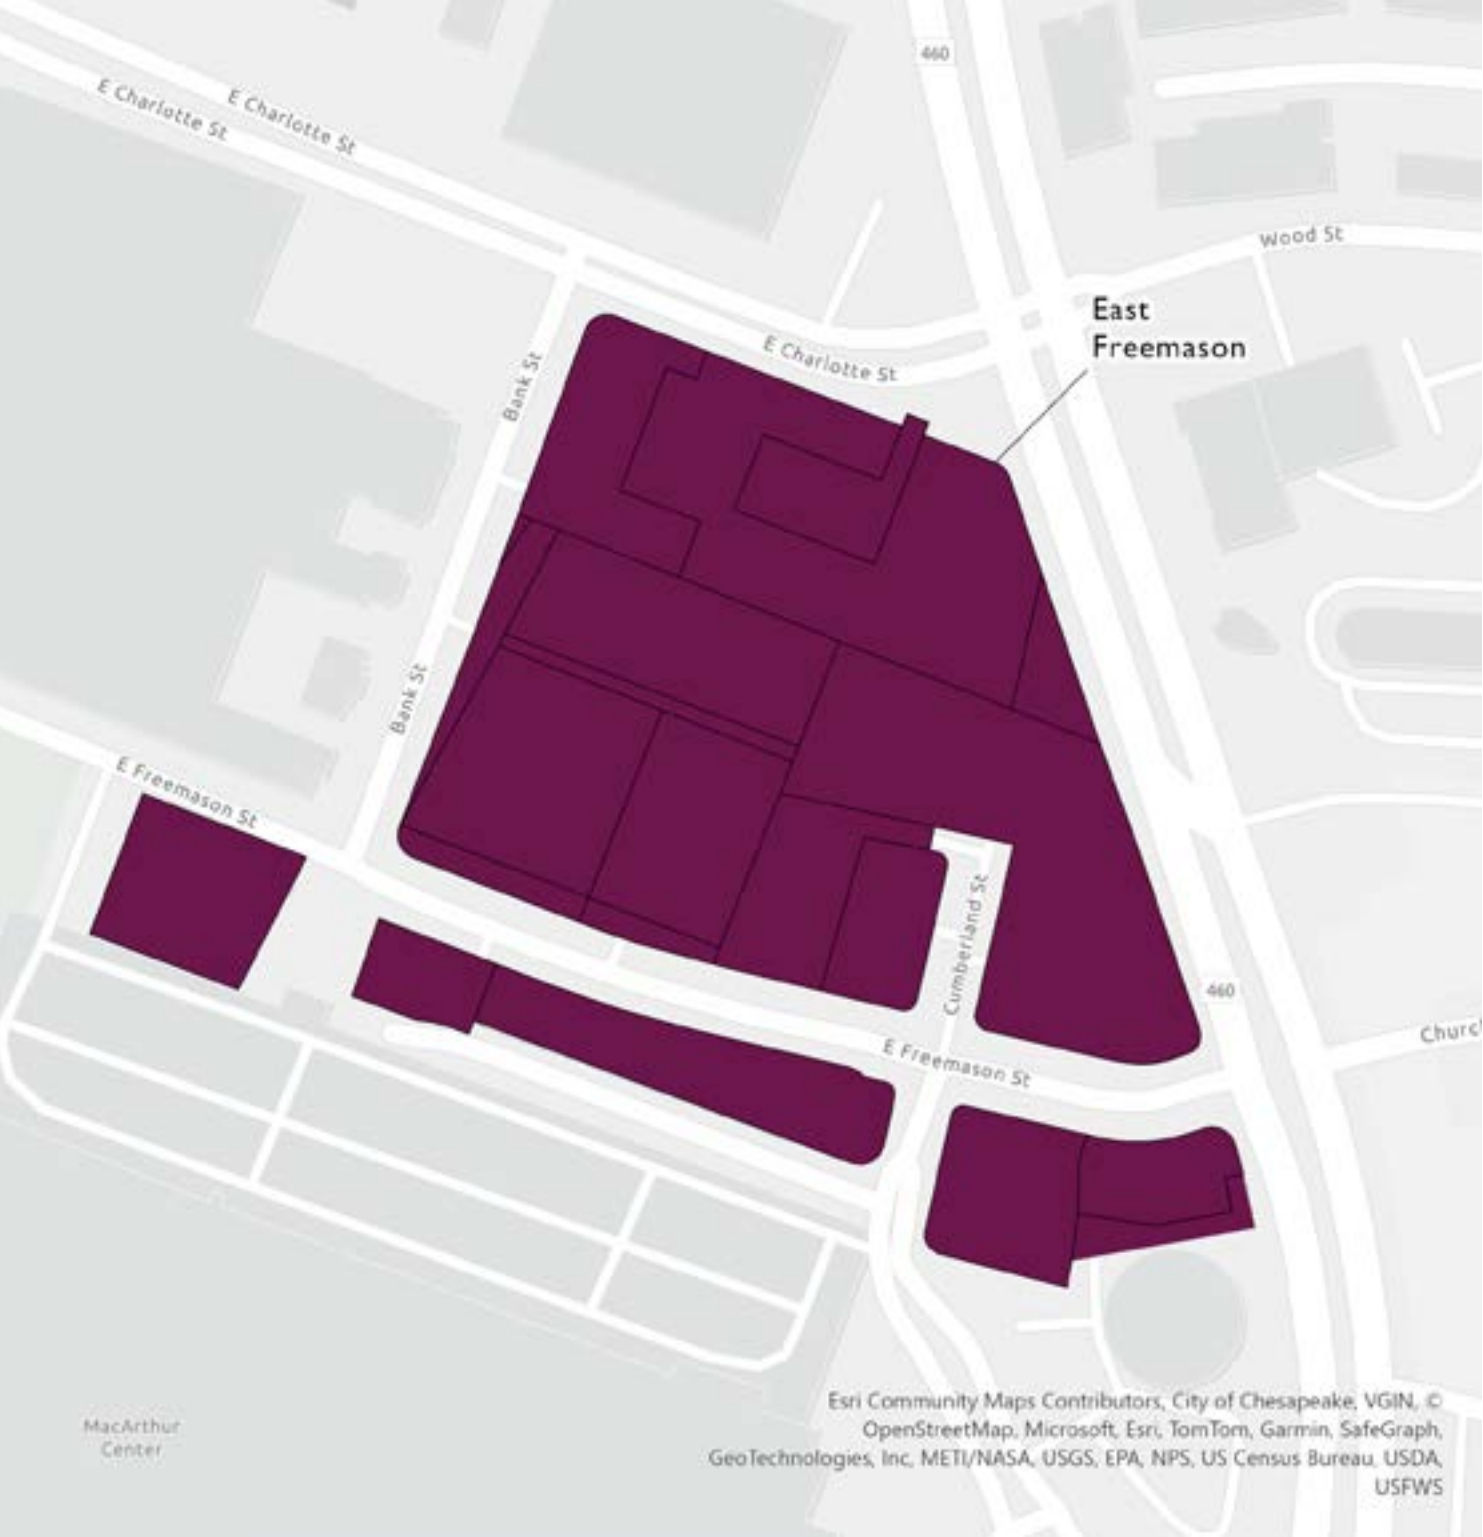 460
E Charlotte St
E Charlotte St
Wood St
East
Freemason
E Charlotte St
Bank St
Bank St
E Freemason St
Cumberland St
460
Church
E Freemason St
MacArthur
Center
Esri Community Maps Contributors, City of Chesapeake, VGIN, ©
OpenStreetMap, Microsoft, Esri, TomTom, Garmin, SafeGraph,
GeoTechnologies, Inc, METI/NASA, USGS, EPA, NPS, US Census Bureau, USDA,
USFWS